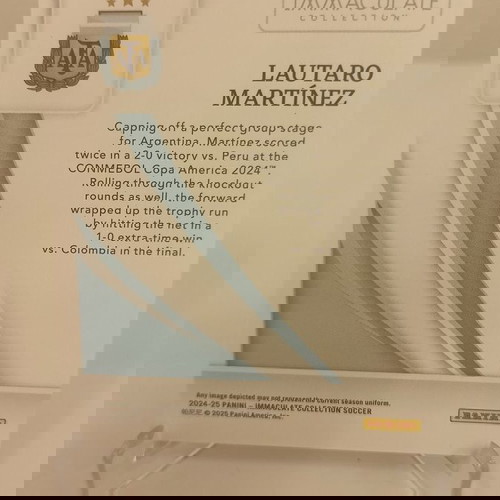 IMMACULATE
COLLECTION
AFA
LAUTARO
MARTÍNEZ
Capping off a perfect group stage
for Argentina, Martínez scored
twice in a 2-0 victory vs. Peru at the
CONMEBOL Copa America 2024™.
Rolling through the knockout
rounds as well, the forward
wrapped up the trophy run
by hitting the net in a
1-0 extra-time win
vs. Colombia in the final.
Any image depicted may not represent current season uniform.
2024-25 PANINI – IMMACULATE COLLECTION SOCCER
© 2025 Panini America, Inc.